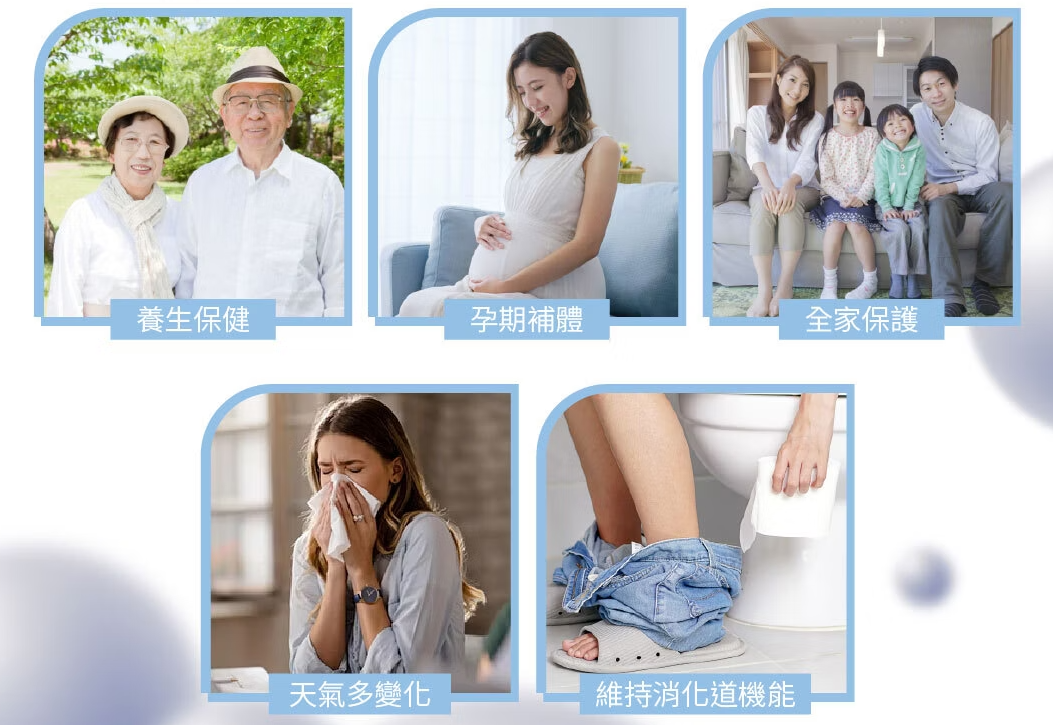 養生保健
孕期補體
全家保護
天氣多變化
維持消化道機能